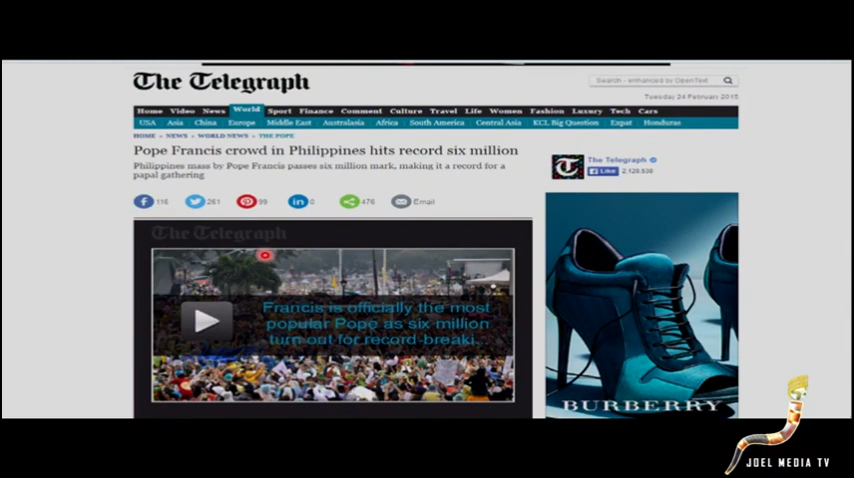 The Telegraph
Search - enhanced by OpenText
Tuesday 24 February 2015
Home Video News World Sport Finance Comment Culture Travel Life Women Fashion Luxury Tech Cars
USA Asia China Europe Middle East Australasia Africa South America Central Asia KCL Big Question Expat Honduras
HOME » NEWS » WORLD NEWS » THE POPE
Pope Francis crowd in Philippines hits record six million
Philippines mass by Pope Francis passes six million mark, making it a record for a
papal gathering
The Telegraph
Like
116 261 99 0 476 Email
The Telegraph
Francis is officially the most
popular Pope as six million
turn out for record-breaki...
BURBERRY
JOEL MEDIA TV